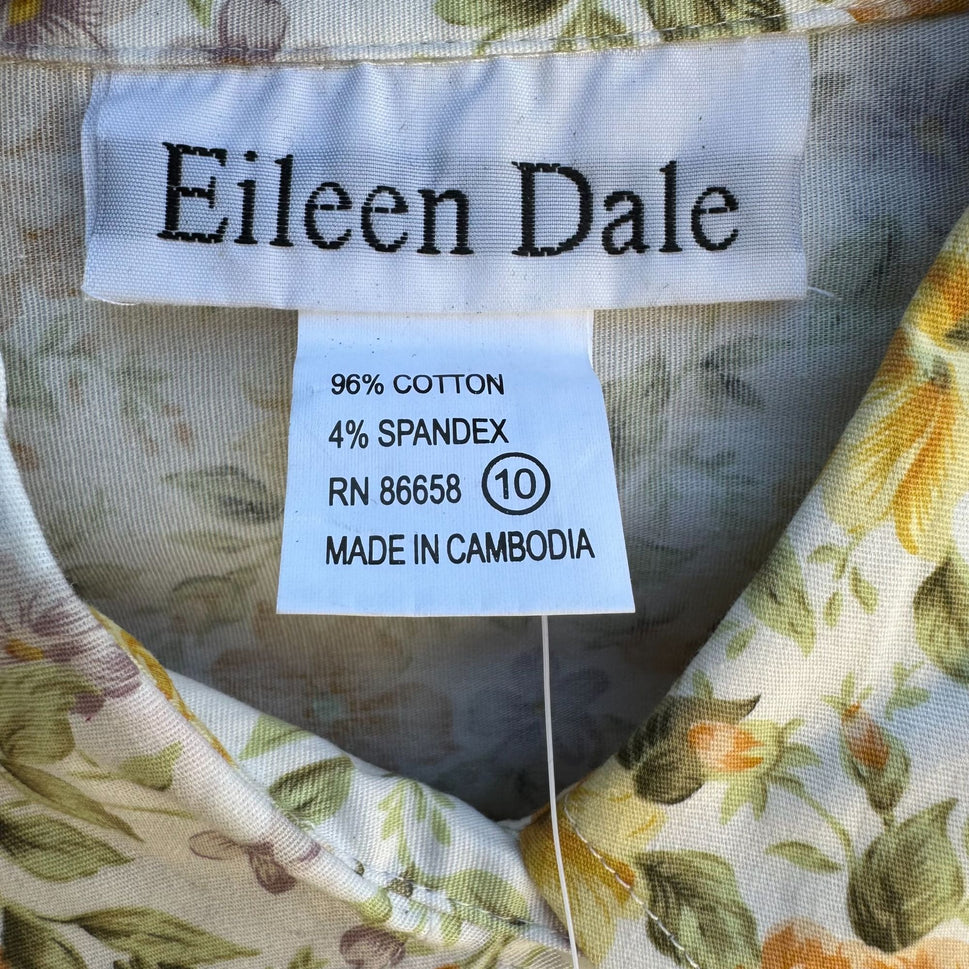 Eileen Dale
96% COTTON
4% SPANDEX
RN 86658 10
MADE IN CAMBODIA